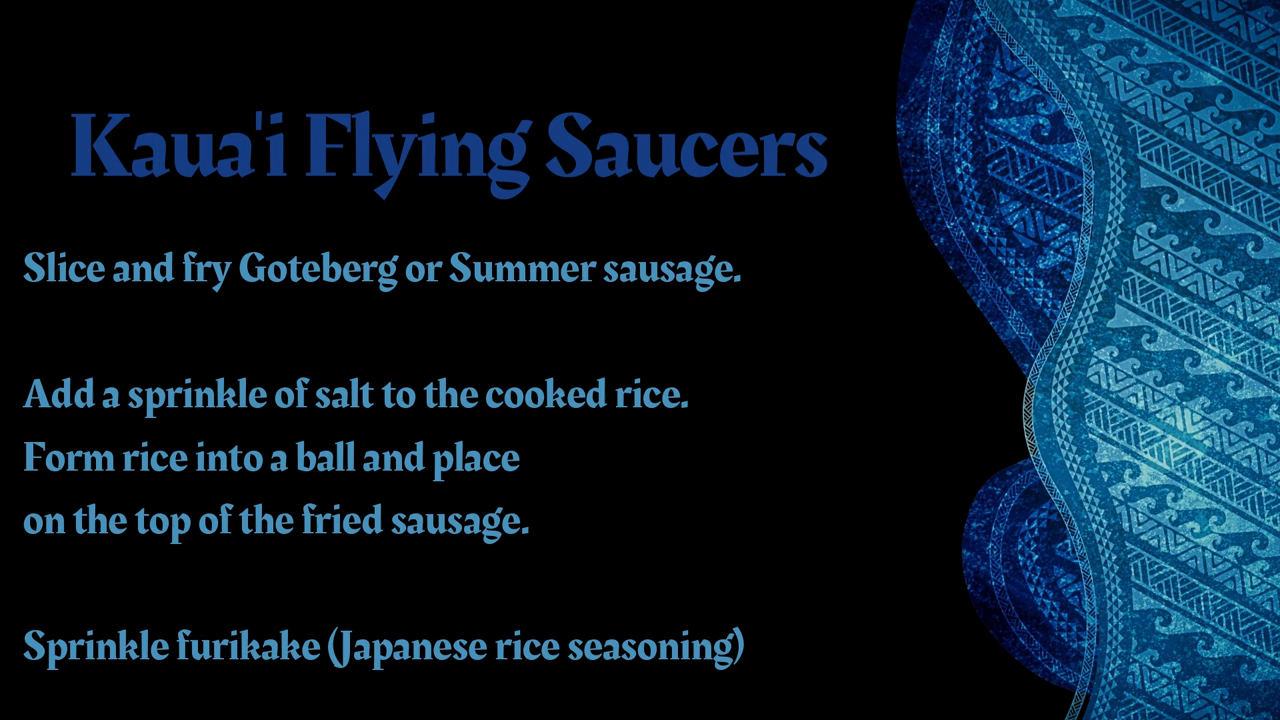 Kaua'i Flying Saucers
Slice and fry Goteberg or Summer sausage.
Add a sprinkle of salt to the cooked rice.
Form rice into a ball and place
on the top of the fried sausage.
Sprinkle furikake (Japanese rice seasoning)